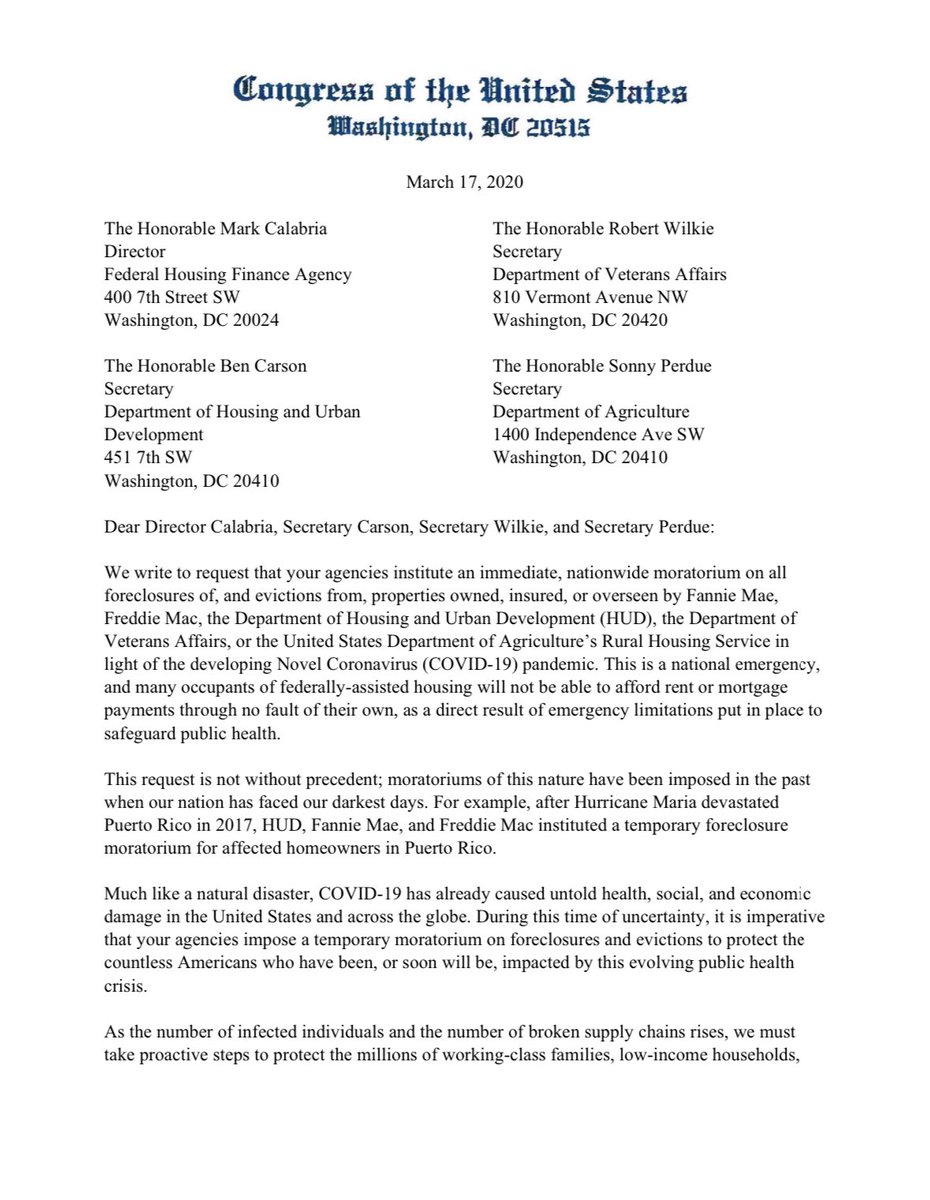 Congress of the United States
Washington, DC 20515
March 17, 2020
The Honorable Mark Calabria
Director
Federal Housing Finance Agency
400 7th Street SW
Washington, DC 20024
The Honorable Robert Wilkie
Secretary
Department of Veterans Affairs
810 Vermont Avenue NW
Washington, DC 20420
The Honorable Ben Carson
Secretary
Department of Housing and Urban
Development
451 7th SW
Washington, DC 20410
The Honorable Sonny Perdue
Secretary
Department of Agriculture
1400 Independence Ave SW
Washington, DC 20410
Dear Director Calabria, Secretary Carson, Secretary Wilkie, and Secretary Perdue:
We write to request that your agencies institute an immediate, nationwide moratorium on all
foreclosures of, and evictions from, properties owned, insured, or overseen by Fannie Mae,
Freddie Mac, the Department of Housing and Urban Development (HUD), the Department of
Veterans Affairs, or the United States Department of Agriculture’s Rural Housing Service in
light of the developing Novel Coronavirus (COVID-19) pandemic. This is a national emergency,
and many occupants of federally-assisted housing will not be able to afford rent or mortgage
payments through no fault of their own, as a direct result of emergency limitations put in place to
safeguard public health.
This request is not without precedent; moratoriums of this nature have been imposed in the past
when our nation has faced our darkest days. For example, after Hurricane Maria devastated
Puerto Rico in 2017, HUD, Fannie Mae, and Freddie Mac instituted a temporary foreclosure
moratorium for affected homeowners in Puerto Rico.
Much like a natural disaster, COVID-19 has already caused untold health, social, and economic
damage in the United States and across the globe. During this time of uncertainty, it is imperative
that your agencies impose a temporary moratorium on foreclosures and evictions to protect the
countless Americans who have been, or soon will be, impacted by this evolving public health
crisis.
As the number of infected individuals and the number of broken supply chains rises, we must
take proactive steps to protect the millions of working-class families, low-income households,